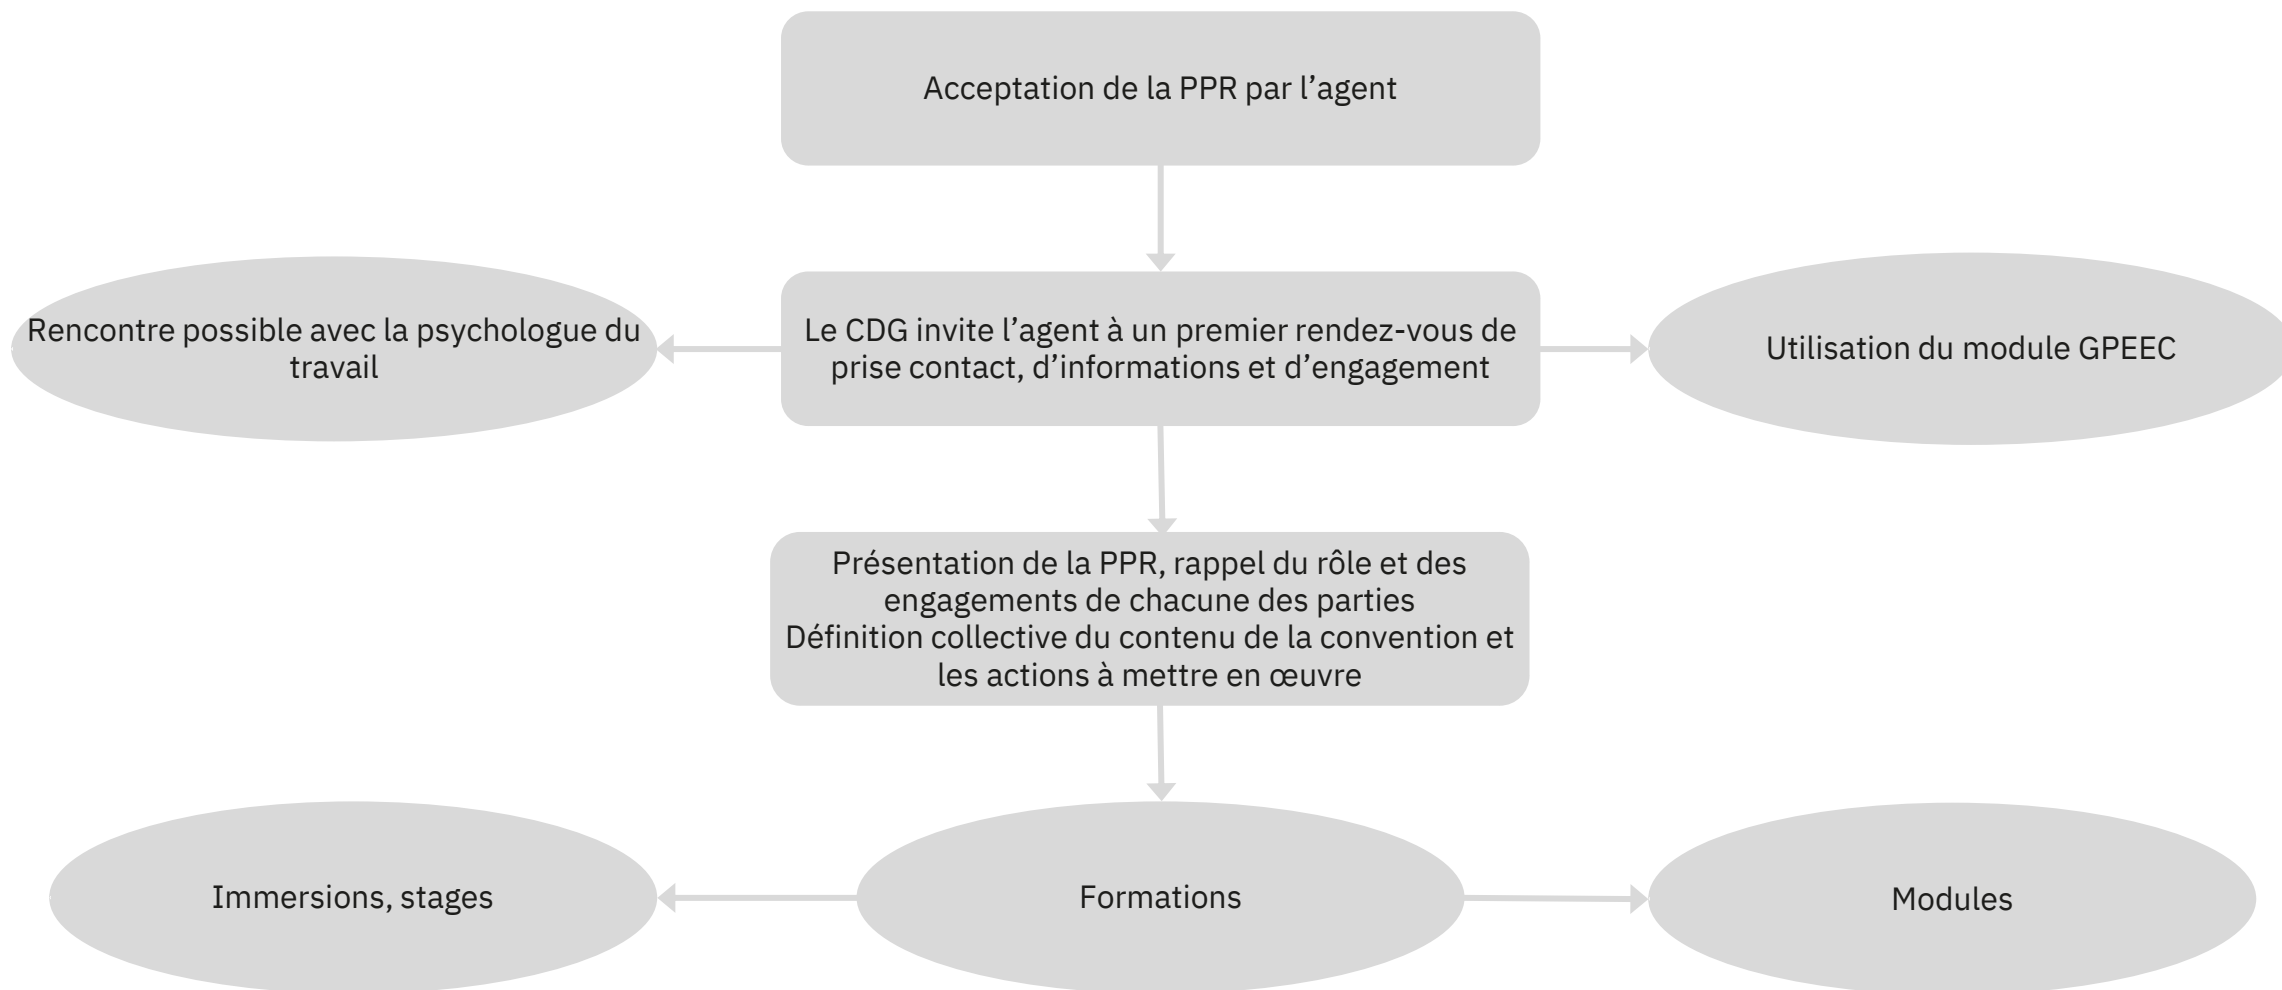 Acceptation de la PPR par l’agent
Rencontre possible avec la psychologue du
travail
Le CDG invite l’agent à un premier rendez-vous de
prise contact, d’informations et d’engagement
Utilisation du module GPEEC
Présentation de la PPR, rappel du rôle et des
engagements de chacune des parties
Définition collective du contenu de la convention et
les actions à mettre en œuvre
Immersions, stages
Formations
Modules